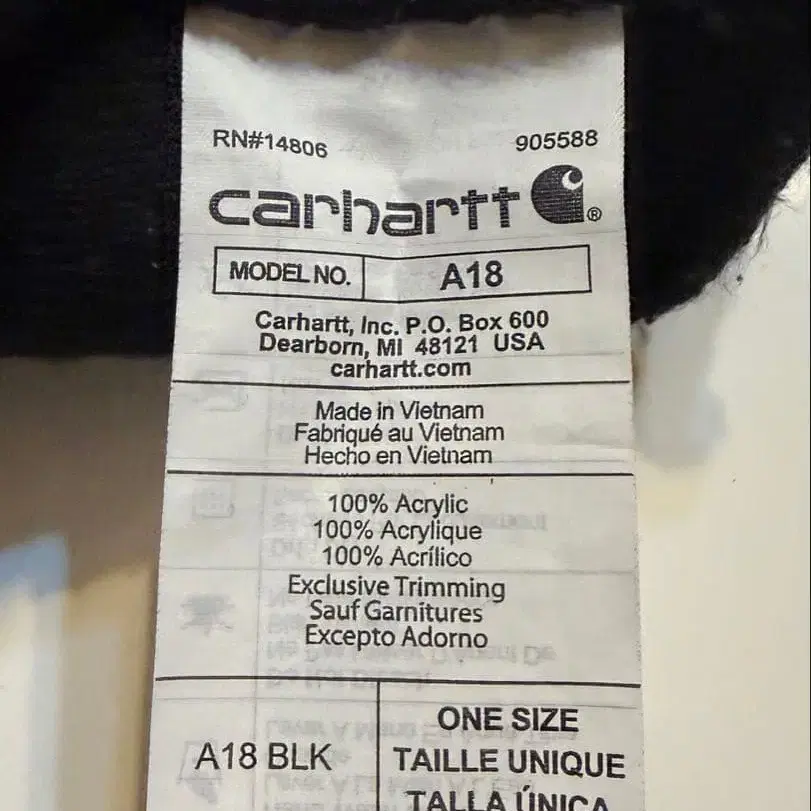 RN#14806 905588
carhartt ®
MODEL NO. A18
Carhartt, Inc. P.O. Box 600
Dearborn, MI 48121 USA
carhartt.com
Made in Vietnam
Fabriqué au Vietnam
Hecho en Vietnam
100% Acrylic
100% Acrylique
100% Acrílico
Exclusive Trimming
Sauf Garnitures
Excepto Adorno
ONE SIZE
A18 BLK TAILLE UNIQUE
TALLA ÚNICA